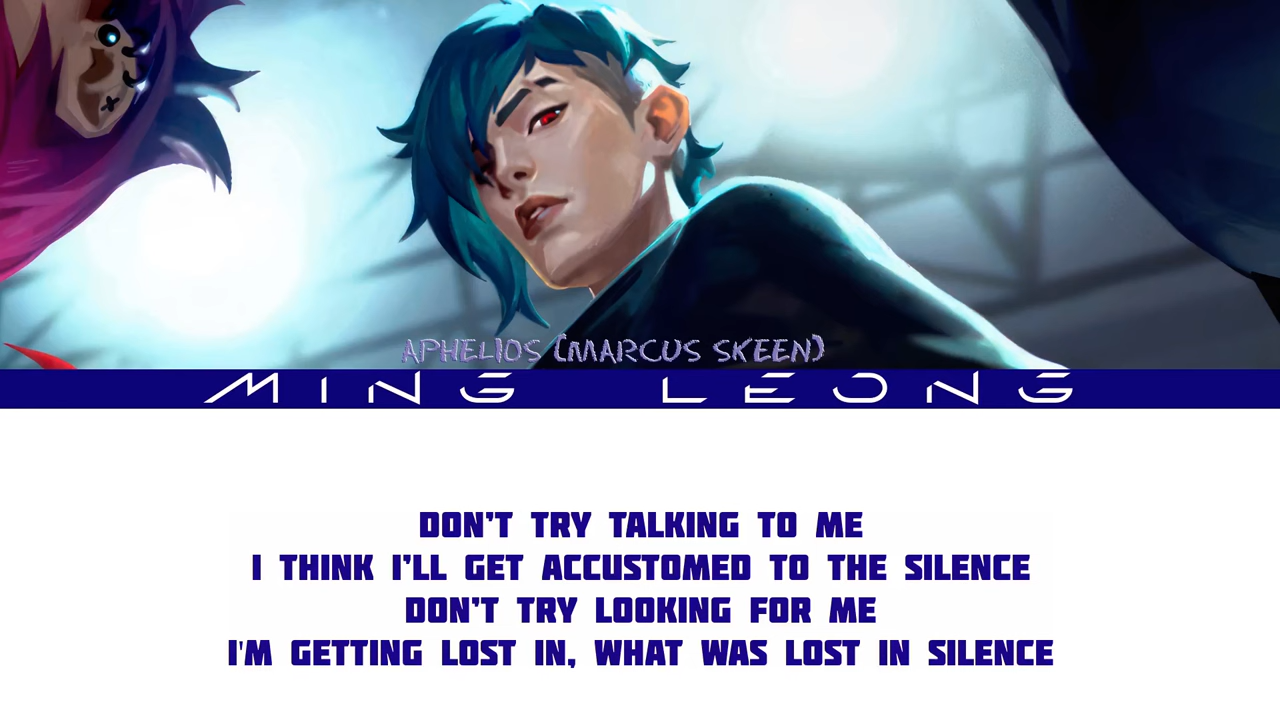 APHELIOS (MARCUS SKEEN)
MING LEONG
DON'T TRY TALKING TO ME
I THINK I'LL GET ACCUSTOMED TO THE SILENCE
DON'T TRY LOOKING FOR ME
I'M GETTING LOST IN, WHAT WAS LOST IN SILENCE